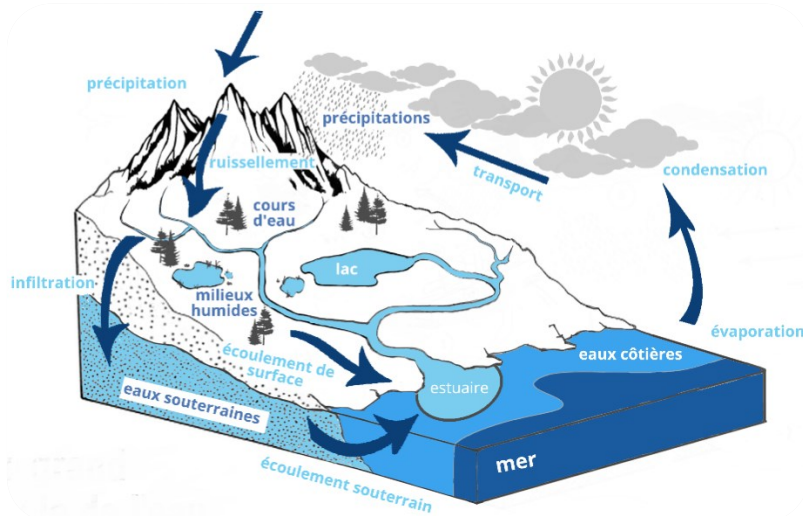 précipitation
précipitations
ruissellement
transport
condensation
cours
d'eau
infiltration
lac
milieux
humides
évaporation
écoulement de
surface
eaux côtières
estuaire
eaux souterraines
mer
écoulement souterrain